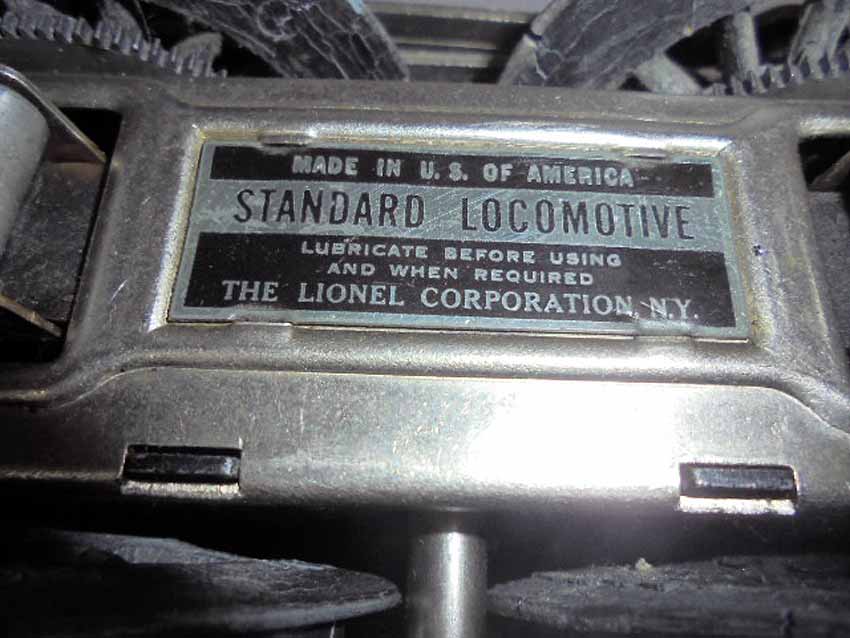 MADE IN U. S. OF AMERICA
STANDARD LOCOMOTIVE
LUBRICATE BEFORE USING
AND WHEN REQUIRED
THE LIONEL CORPORATION, N.Y.